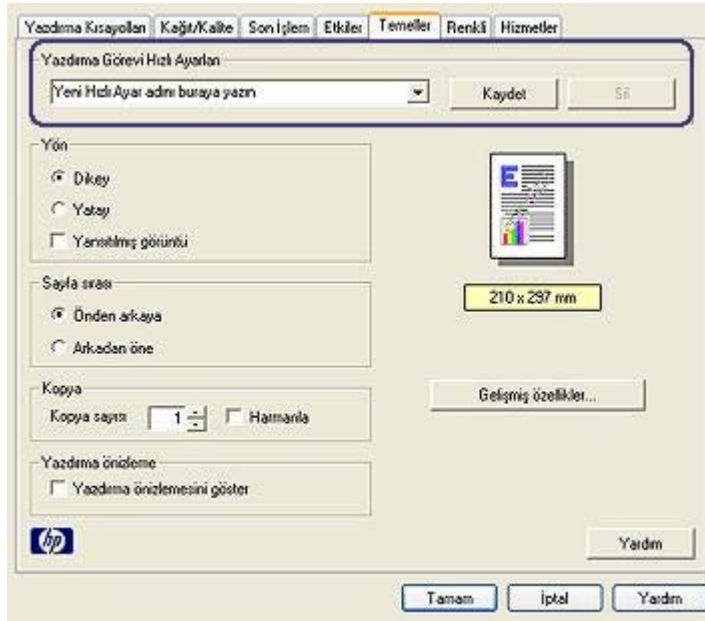 Yazdırma Kısayolları Kağıt/Kalite Son İşlem Etkiler Temeller Renkli Hizmetler
Yazdırma Görevi Hızlı Ayarları
Yeni Hızlı Ayar adını buraya yazın Kaydet Sil
Yön
Dikey
Yatay
Yansıtılmış görüntü
E
210 x 297 mm
Sayfa sırası
Önden arkaya
Arkadan öne
Kopya
Kopya sayısı 1 Harmanla
Gelişmiş özellikler...
Yazdırma önizleme
Yazdırma önizlemesini göster
hp
Yardım
Tamam İptal Yardım